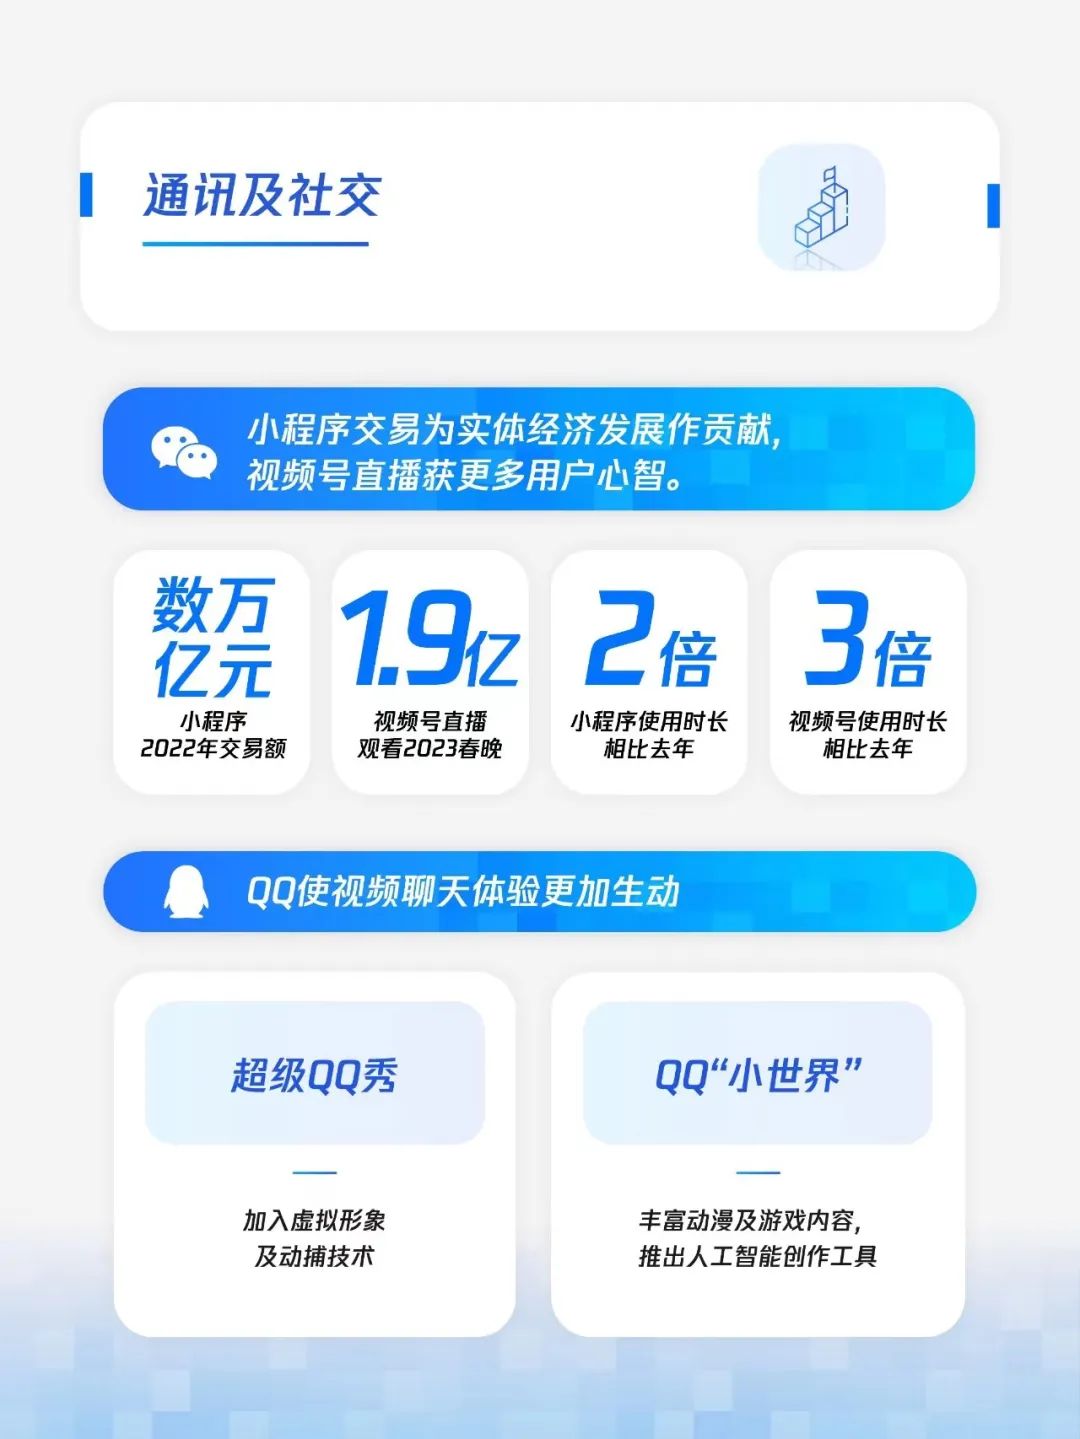 通讯及社交
小程序交易为实体经济发展作贡献，
视频号直播获更多用户心智。
数万
亿元
小程序
2022年交易额
1.9亿
视频号直播
观看2023春晚
2倍
小程序使用时长
相比去年
3倍
视频号使用时长
相比去年
QQ使视频聊天体验更加生动
超级QQ秀
加入虚拟形象
及动捕技术
QQ“小世界”
丰富动漫及游戏内容，
推出人工智能创作工具